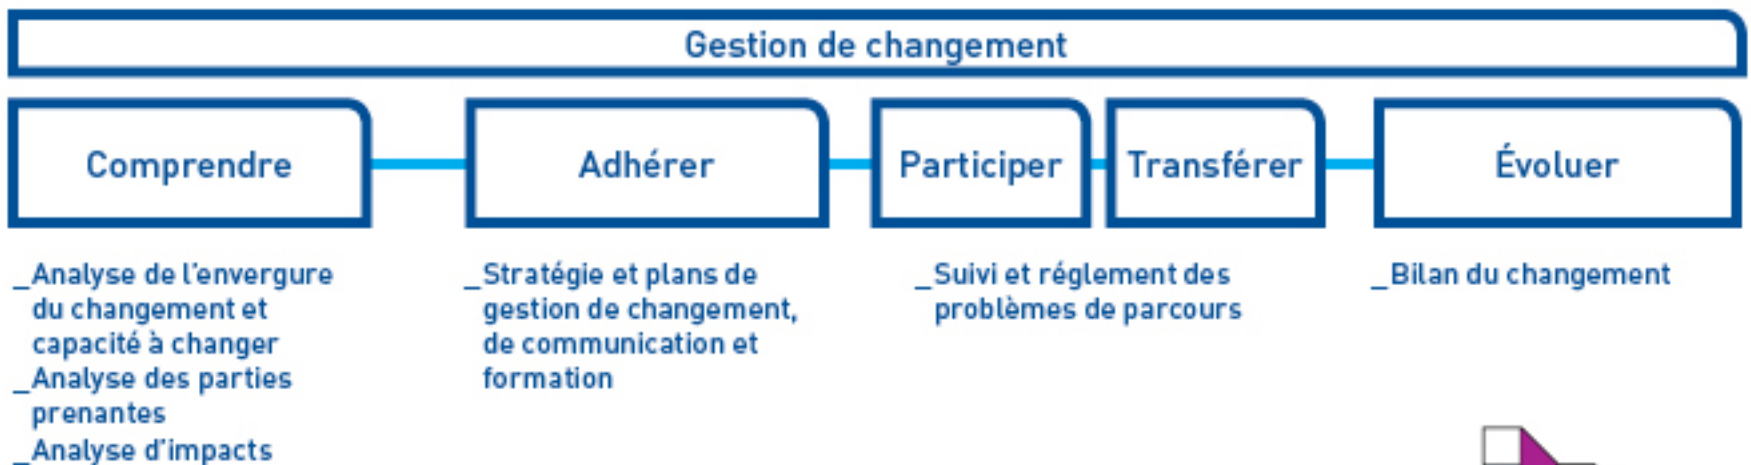 Gestion de changement
Comprendre
Adhérer
Participer
Transférer
Évoluer
_Analyse de l'envergure
du changement et
capacité à changer
_Analyse des parties
prenantes
_Analyse d'impacts
_Stratégie et plans de
gestion de changement,
de communication et
formation
_Suivi et réglement des
problèmes de parcours
_Bilan du changement